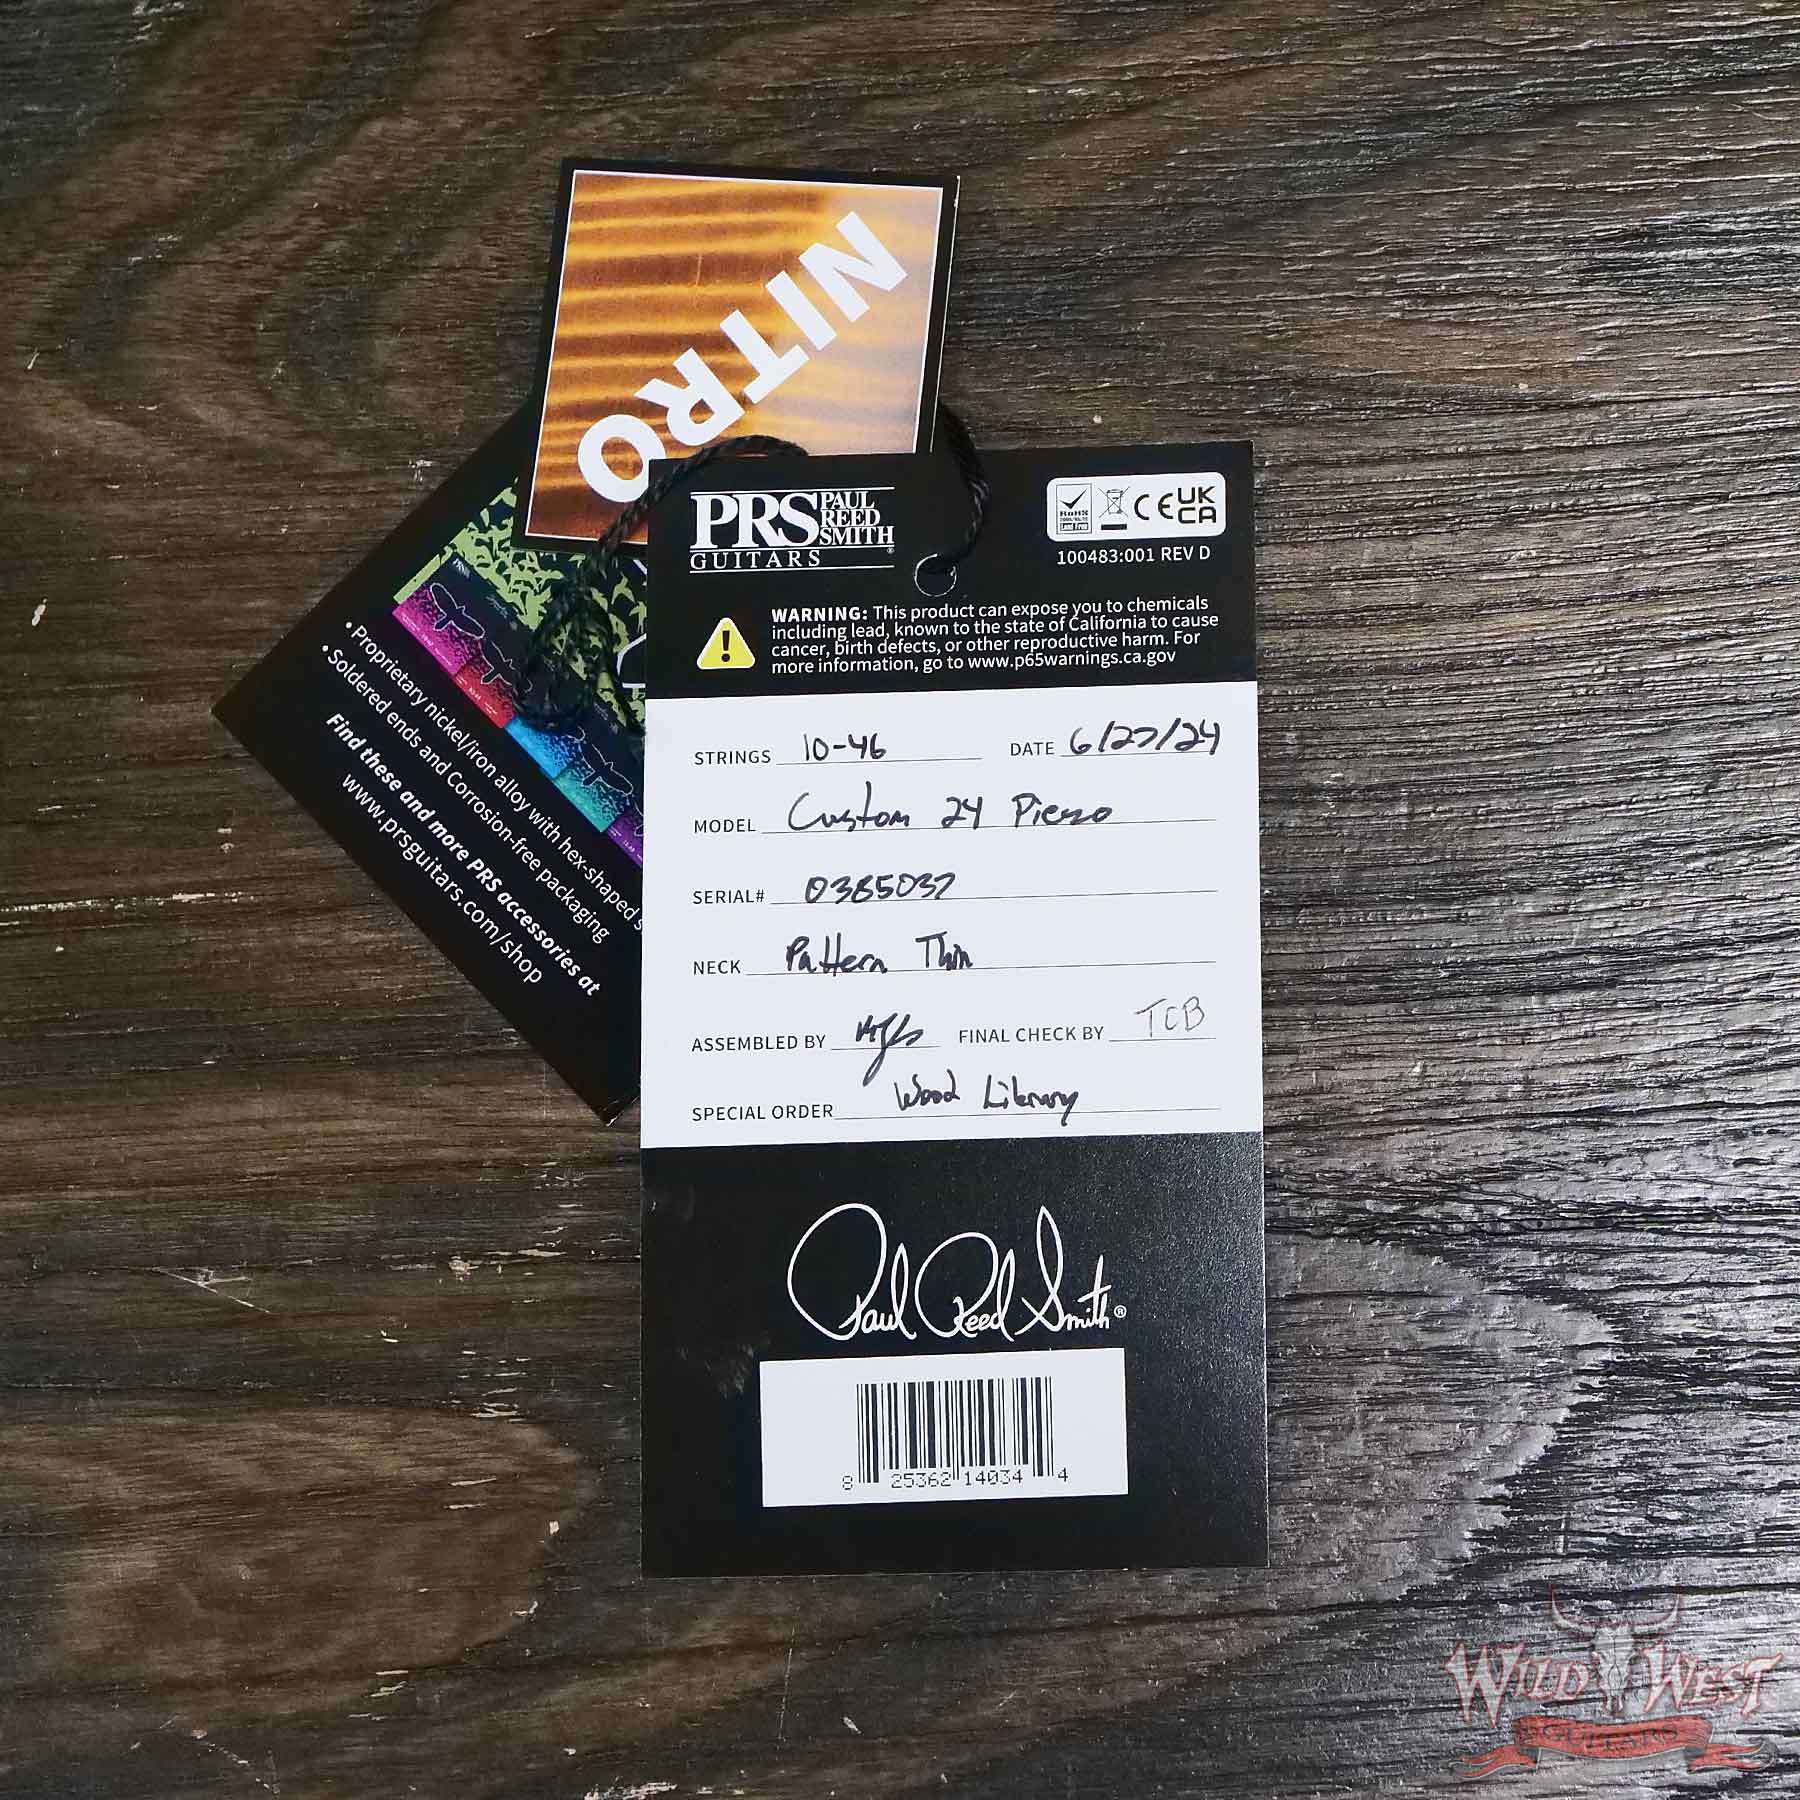 NITRO
PRS PAUL REED SMITH
GUITARS
RoHS
Lead Free
CE UK CA
100483:001 REV D
WARNING: This product can expose you to chemicals
including lead, known to the state of California to cause
cancer, birth defects, or other reproductive harm. For
more information, go to www.p65warnings.ca.gov
STRINGS 10-46 DATE 6/27/24
MODEL Custom 24 Piezo
SERIAL# 0385037
NECK Pattern Thin
ASSEMBLED BY FINAL CHECK BY TCB
SPECIAL ORDER Wood Library
Paul Reed Smith®
8 25362 14034 4
• Proprietary nickel/iron alloy with hex-shaped
• Soldered ends and Corrosion-free packaging
Find these and more PRS accessories at
www.prsguitars.com/shop
WILD WEST
GUITARS